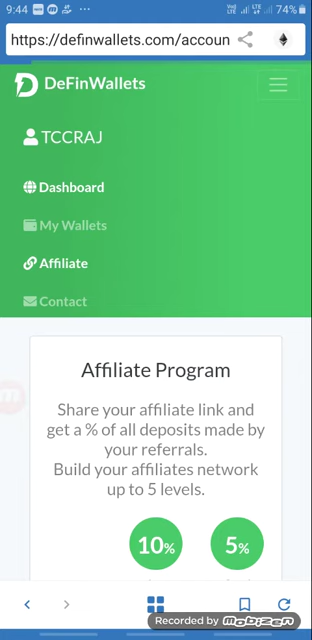 9:44
74%
https://definwallets.com/accoun
DeFinWallets
TCCRAJ
Dashboard
My Wallets
Affiliate
Contact
Affiliate Program
Share your affiliate link and
get a % of all deposits made by
your referrals.
Build your affiliates network
up to 5 levels.
10%
5%
Recorded by mobizen